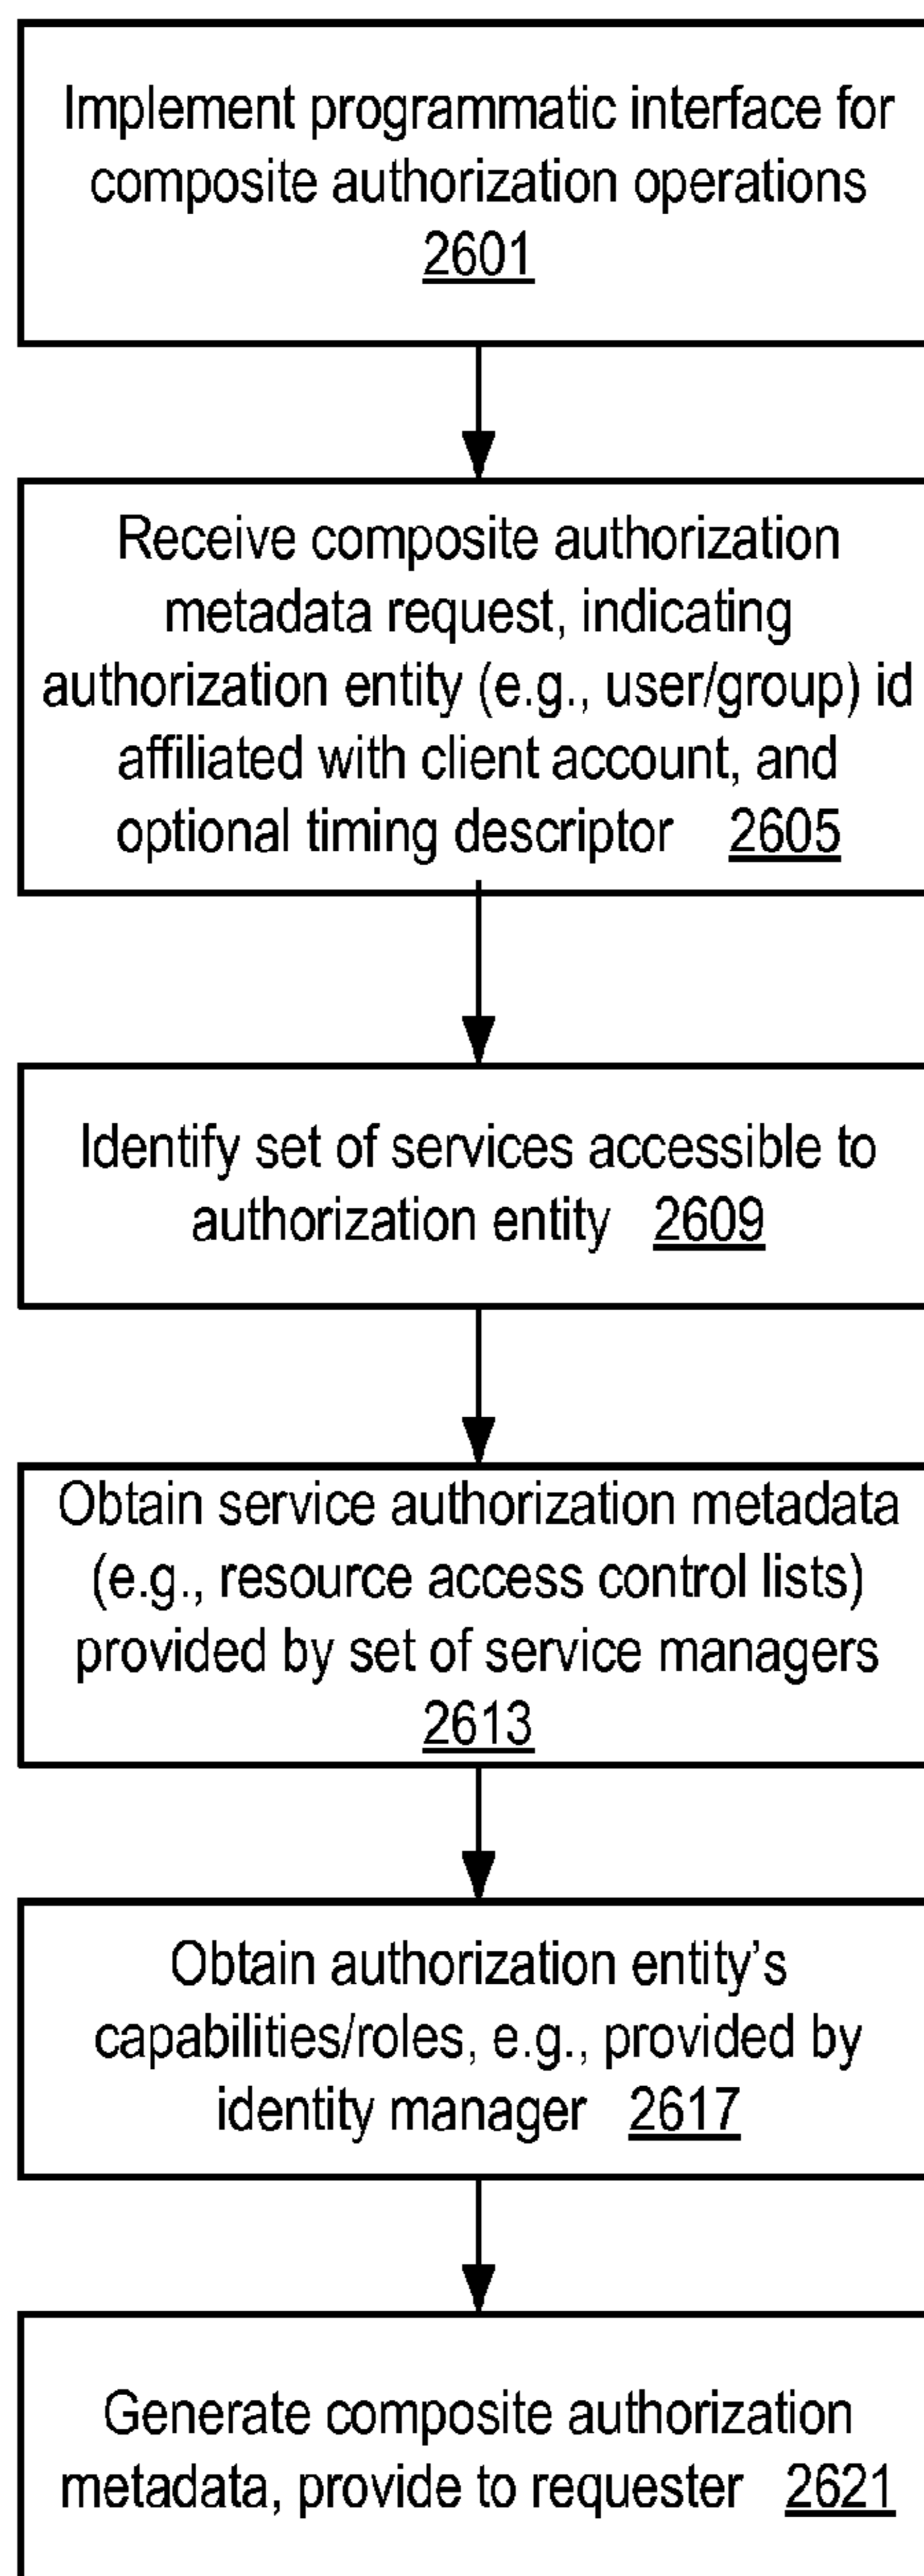 Implement programmatic interface for
composite authorization operations
2601
Receive composite authorization
metadata request, indicating
authorization entity (e.g., user/group) id
affiliated with client account, and
optional timing descriptor 2605
Identify set of services accessible to
authorization entity 2609
Obtain service authorization metadata
(e.g., resource access control lists)
provided by set of service managers
2613
Obtain authorization entity's
capabilities/roles, e.g., provided by
identity manager 2617
Generate composite authorization
metadata, provide to requester 2621